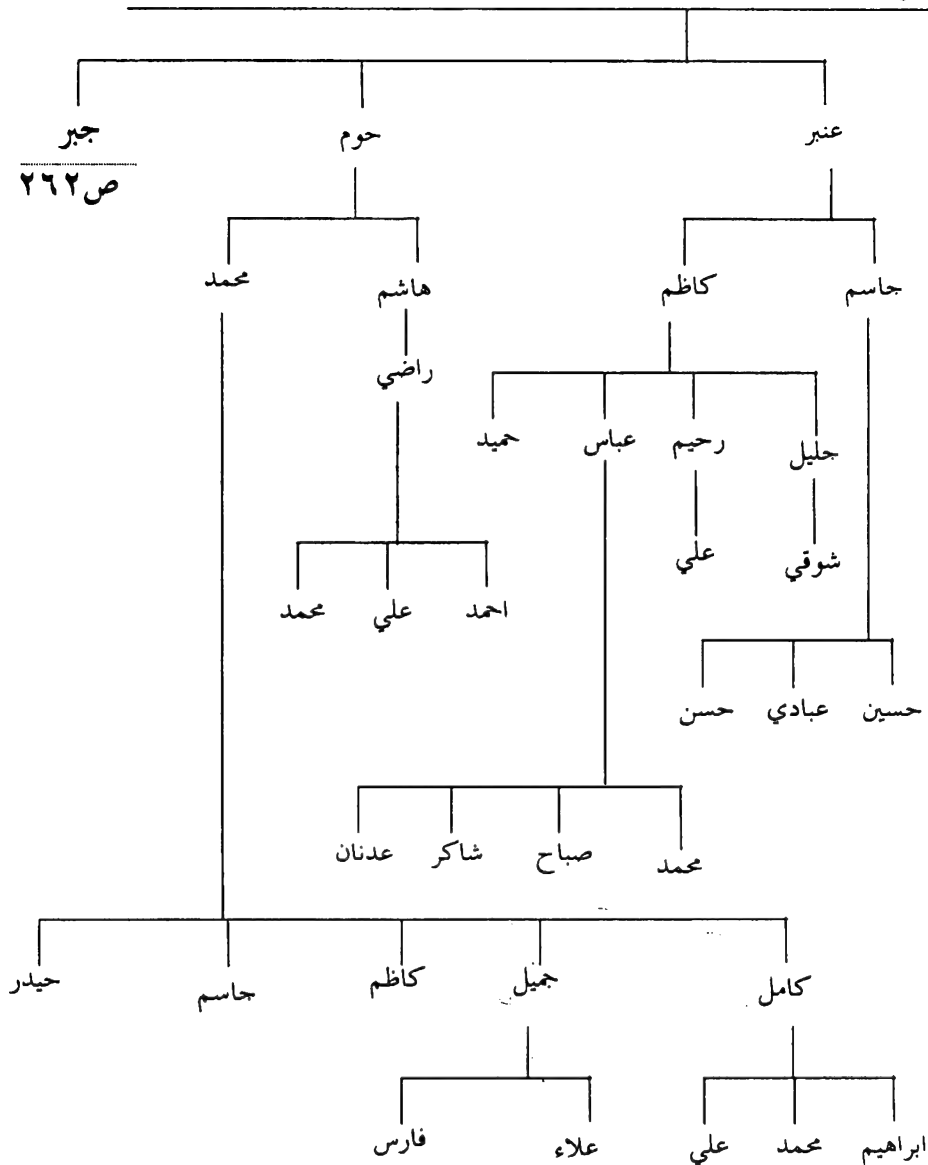 عنبر حوم جبر
ص٢٦٢
جاسم كاظم هاشم محمد
راضي
جليل رحيم عباس حميد
شوقي علي
احمد علي محمد
حسين عبادي حسن
محمد صباح شاكر عدنان
كامل جميل كاظم جاسم حيدر
ابراهيم محمد علي علاء فارس